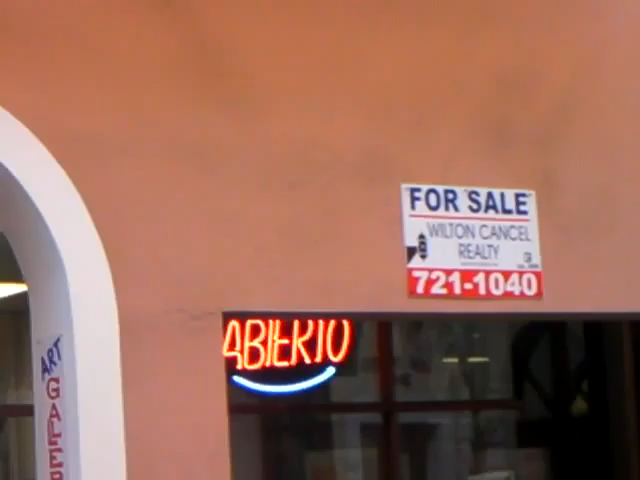 FOR SALE
WILTON CANCEL
REALTY
721-1040
ABIERTO
ART